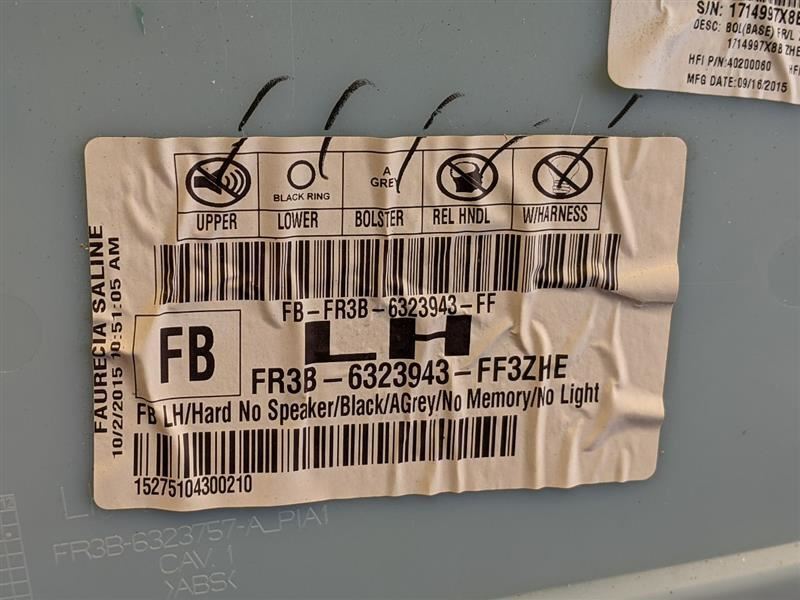 S/N: 1714997X8B
DESC: BOL(BASE) FR/L
1714997X8B ZHE
HFI P/N:40200060
MFG DATE:09/16/2015
UPPER
BLACK RING
LOWER
A
GREY
BOLSTER
REL HNDL
W/HARNESS
FB-FR3B-6323943-FF
LH
FB
FR3B-6323943-FF3ZHE
FB LH/Hard No Speaker/Black/AGrey/No Memory/No Light
15275104300210
FAURECIA SALINE
10/2/2015 10:51:05 AM
FR3B-6323757-A_PIA1
CAV. 1
>ABS<